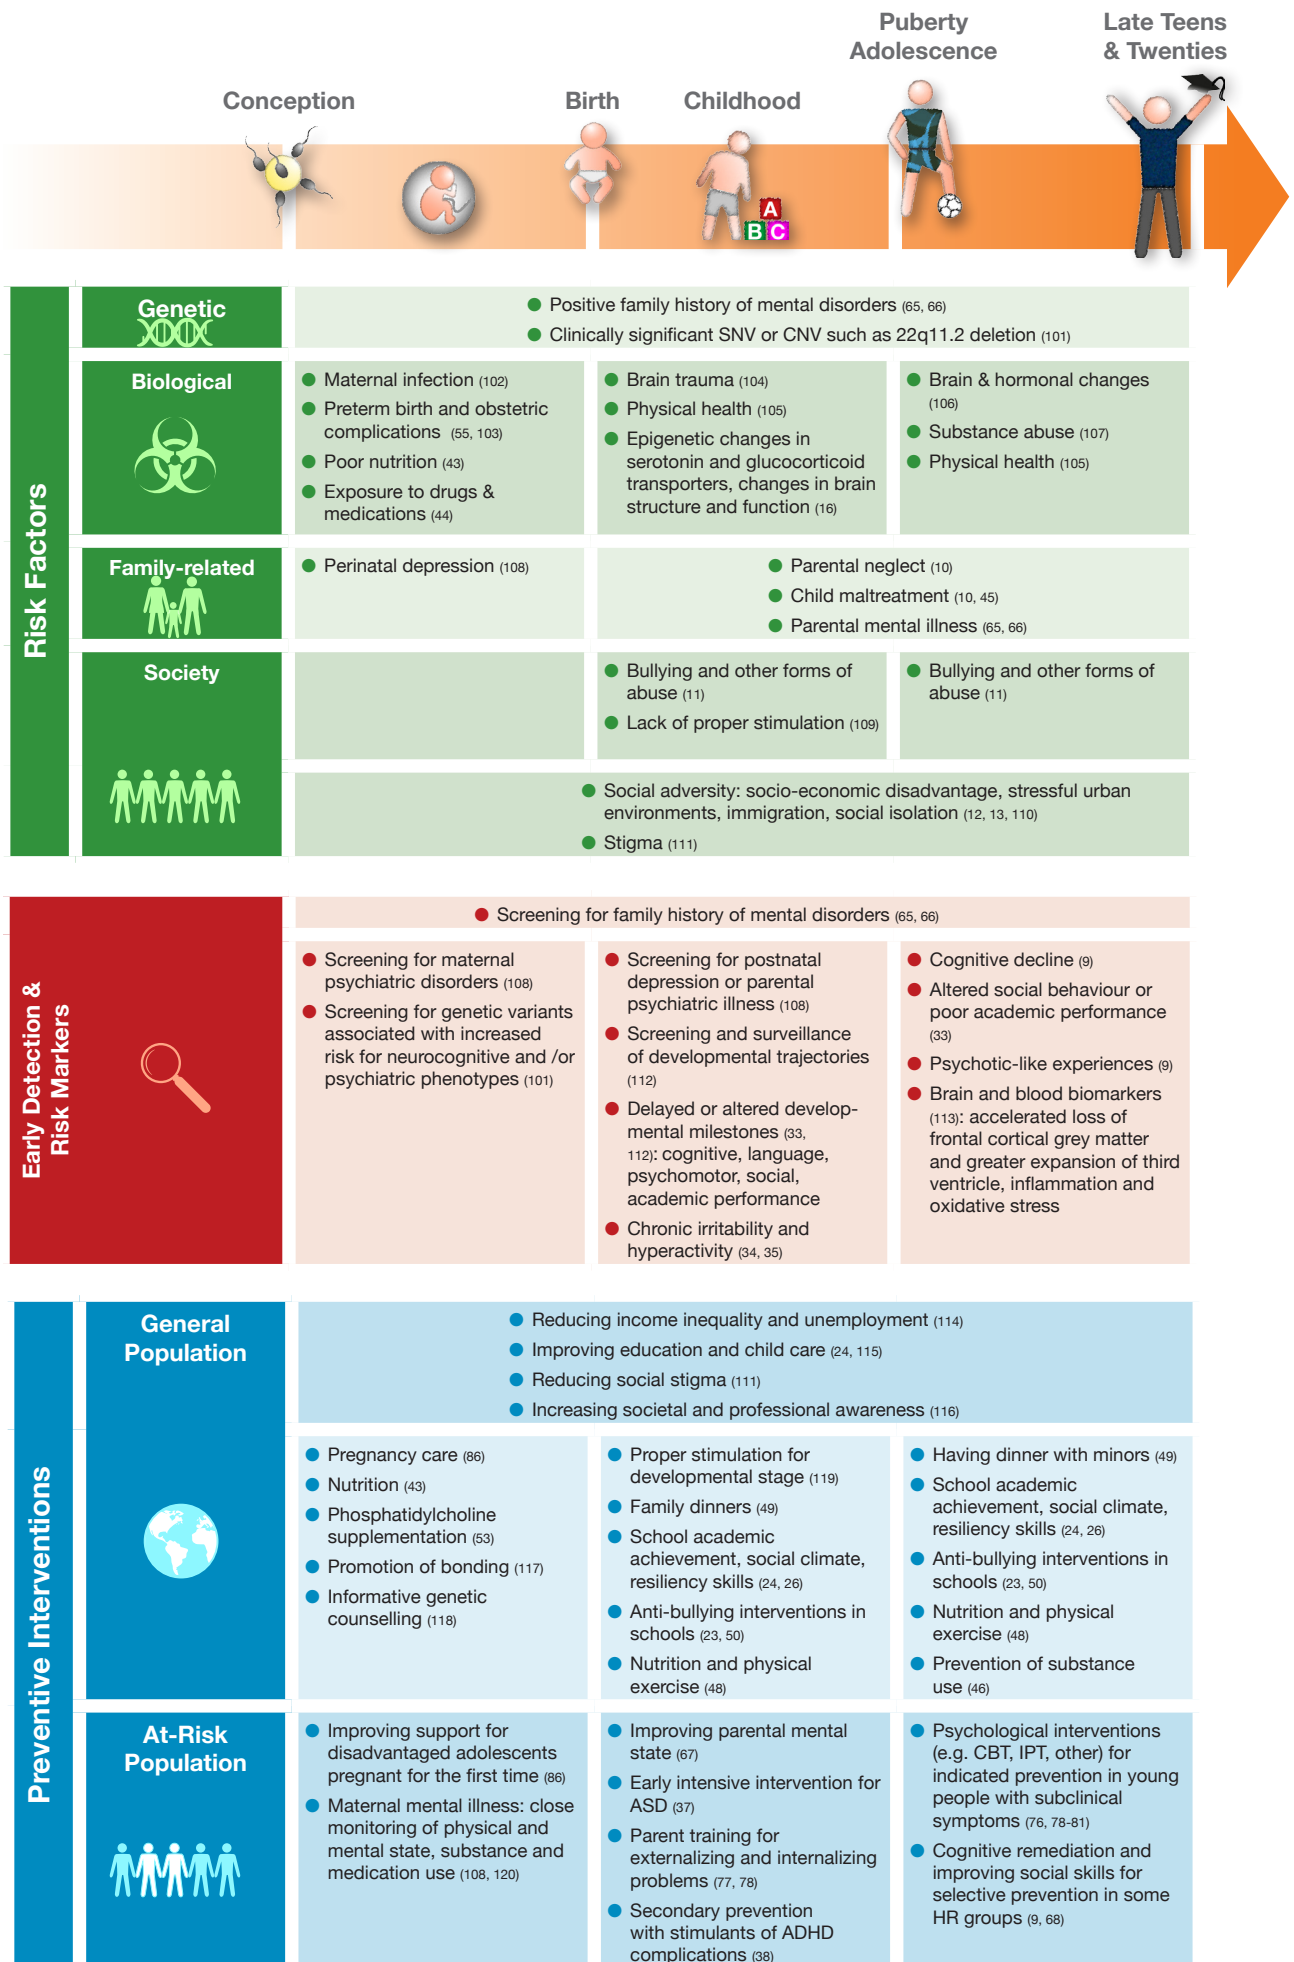 Puberty
Adolescence
Late Teens
& Twenties
Conception
Birth
Childhood
A
B C
Risk Factors
Genetic
Positive family history of mental disorders (65, 66)
Clinically significant SNV or CNV such as 22q11.2 deletion (101)
Biological
Maternal infection (102)
Preterm birth and obstetric
complications (55, 103)
Poor nutrition (43)
Exposure to drugs &
medications (44)
Brain trauma (104)
Physical health (105)
Epigenetic changes in
serotonin and glucocorticoid
transporters, changes in brain
structure and function (16)
Brain & hormonal changes
(106)
Substance abuse (107)
Physical health (105)
Family-related
Perinatal depression (108)
Parental neglect (10)
Child maltreatment (10, 45)
Parental mental illness (65, 66)
Society
Bullying and other forms of
abuse (11)
Lack of proper stimulation (109)
Bullying and other forms of
abuse (11)
Social adversity: socio-economic disadvantage, stressful urban
environments, immigration, social isolation (12, 13, 110)
Stigma (111)
Early Detection &
Risk Markers
Screening for family history of mental disorders (65, 66)
Screening for maternal
psychiatric disorders (108)
Screening for genetic variants
associated with increased
risk for neurocognitive and /or
psychiatric phenotypes (101)
Screening for postnatal
depression or parental
psychiatric illness (108)
Screening and surveillance
of developmental trajectories
(112)
Delayed or altered develop-
mental milestones (33,
112): cognitive, language,
psychomotor, social,
academic performance
Chronic irritability and
hyperactivity (34, 35)
Cognitive decline (9)
Altered social behaviour or
poor academic performance
(33)
Psychotic-like experiences (9)
Brain and blood biomarkers
(113): accelerated loss of
frontal cortical grey matter
and greater expansion of third
ventricle, inflammation and
oxidative stress
Preventive Interventions
General
Population
Reducing income inequality and unemployment (114)
Improving education and child care (24, 115)
Reducing social stigma (111)
Increasing societal and professional awareness (116)
Pregnancy care (86)
Nutrition (43)
Phosphatidylcholine
supplementation (53)
Promotion of bonding (117)
Informative genetic
counselling (118)
Proper stimulation for
developmental stage (119)
Family dinners (49)
School academic
achievement, social climate,
resiliency skills (24, 26)
Anti-bullying interventions in
schools (23, 50)
Nutrition and physical
exercise (48)
Having dinner with minors (49)
School academic
achievement, social climate,
resiliency skills (24, 26)
Anti-bullying interventions in
schools (23, 50)
Nutrition and physical
exercise (48)
Prevention of substance
use (46)
At-Risk
Population
Improving support for
disadvantaged adolescents
pregnant for the first time (86)
Maternal mental illness: close
monitoring of physical and
mental state, substance and
medication use (108, 120)
Improving parental mental
state (67)
Early intensive intervention for
ASD (37)
Parent training for
externalizing and internalizing
problems (77, 78)
Secondary prevention
with stimulants of ADHD
complications (38)
Psychological interventions
(e.g. CBT, IPT, other) for
indicated prevention in young
people with subclinical
symptoms (76, 78-81)
Cognitive remediation and
improving social skills for
selective prevention in some
HR groups (9, 68)